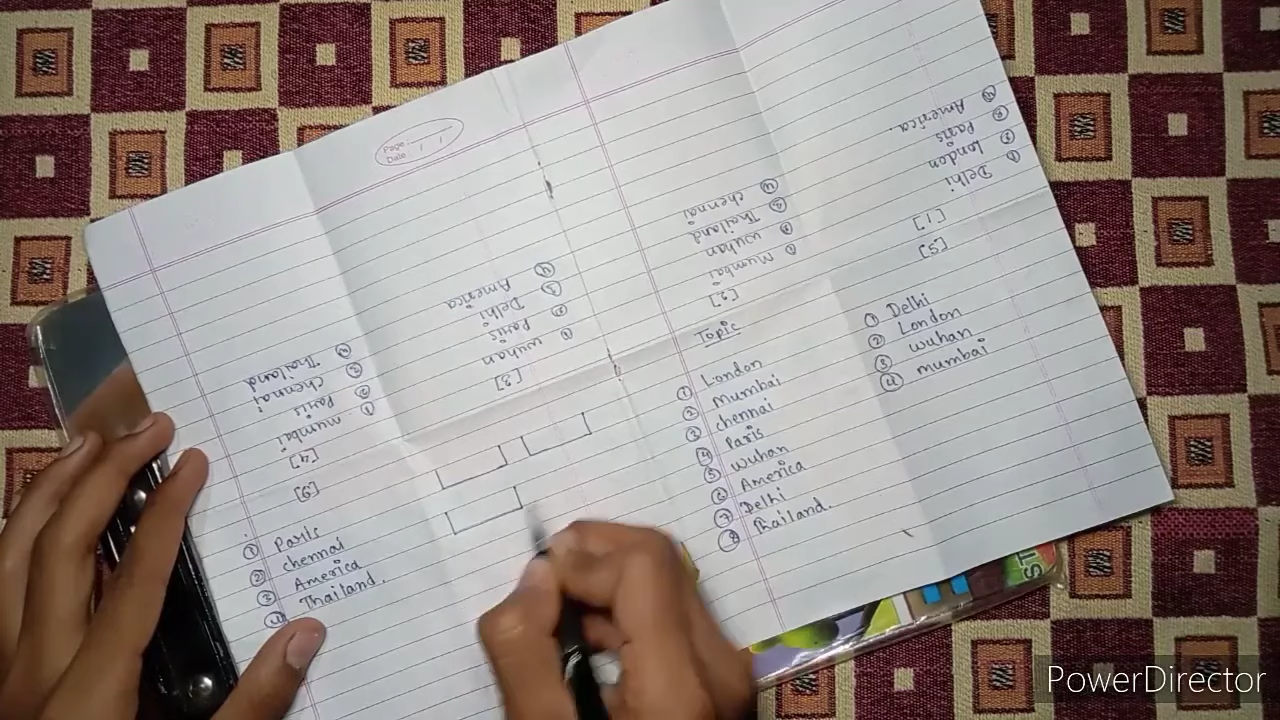 Page:
Date: / /
[4]
① mumbai
② Paris
③ chennai
④ Thailand
[3]
① wuhan
② Paris
③ Delhi
④ America
[2]
① Mumbai
② wuhan
③ Thailand
④ chennai
[1]
① Delhi
② London
③ Paris
④ America.
[6]
① Paris
② chennai
③ America
④ Thailand.
Topic
① London
② Mumbai
③ chennai
④ Paris
⑤ wuhan
⑥ America
⑦ Delhi
⑧ Thailand.
[5]
① Delhi
② London
③ wuhan
④ mumbai
PowerDirector